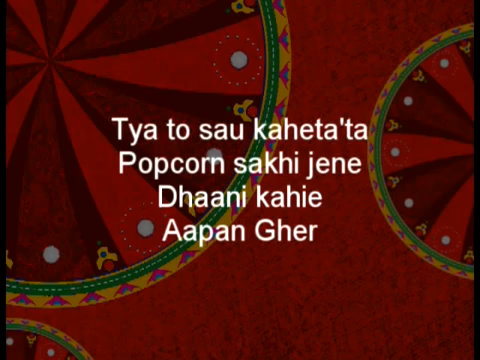 Tya to sau kaheta'ta
Popcorn sakhi jene
Dhaani kahie
Aapan Gher